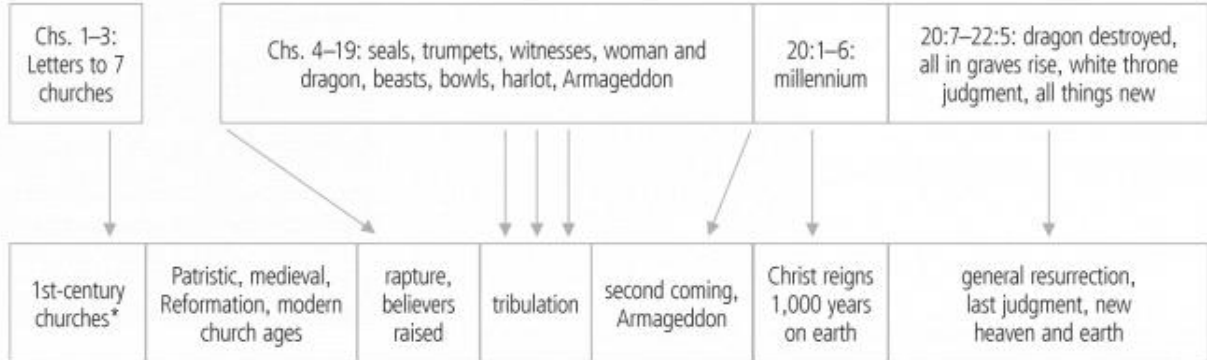 Chs. 1–3:
Letters to 7
churches
Chs. 4–19: seals, trumpets, witnesses, woman and
dragon, beasts, bowls, harlot, Armageddon
20:1–6:
millennium
20:7–22:5: dragon destroyed,
all in graves rise, white throne
judgment, all things new
1st-century
churches*
Patristic, medieval,
Reformation, modern
church ages
rapture,
believers
raised
tribulation
second coming,
Armageddon
Christ reigns
1,000 years
on earth
general resurrection,
last judgment, new
heaven and earth